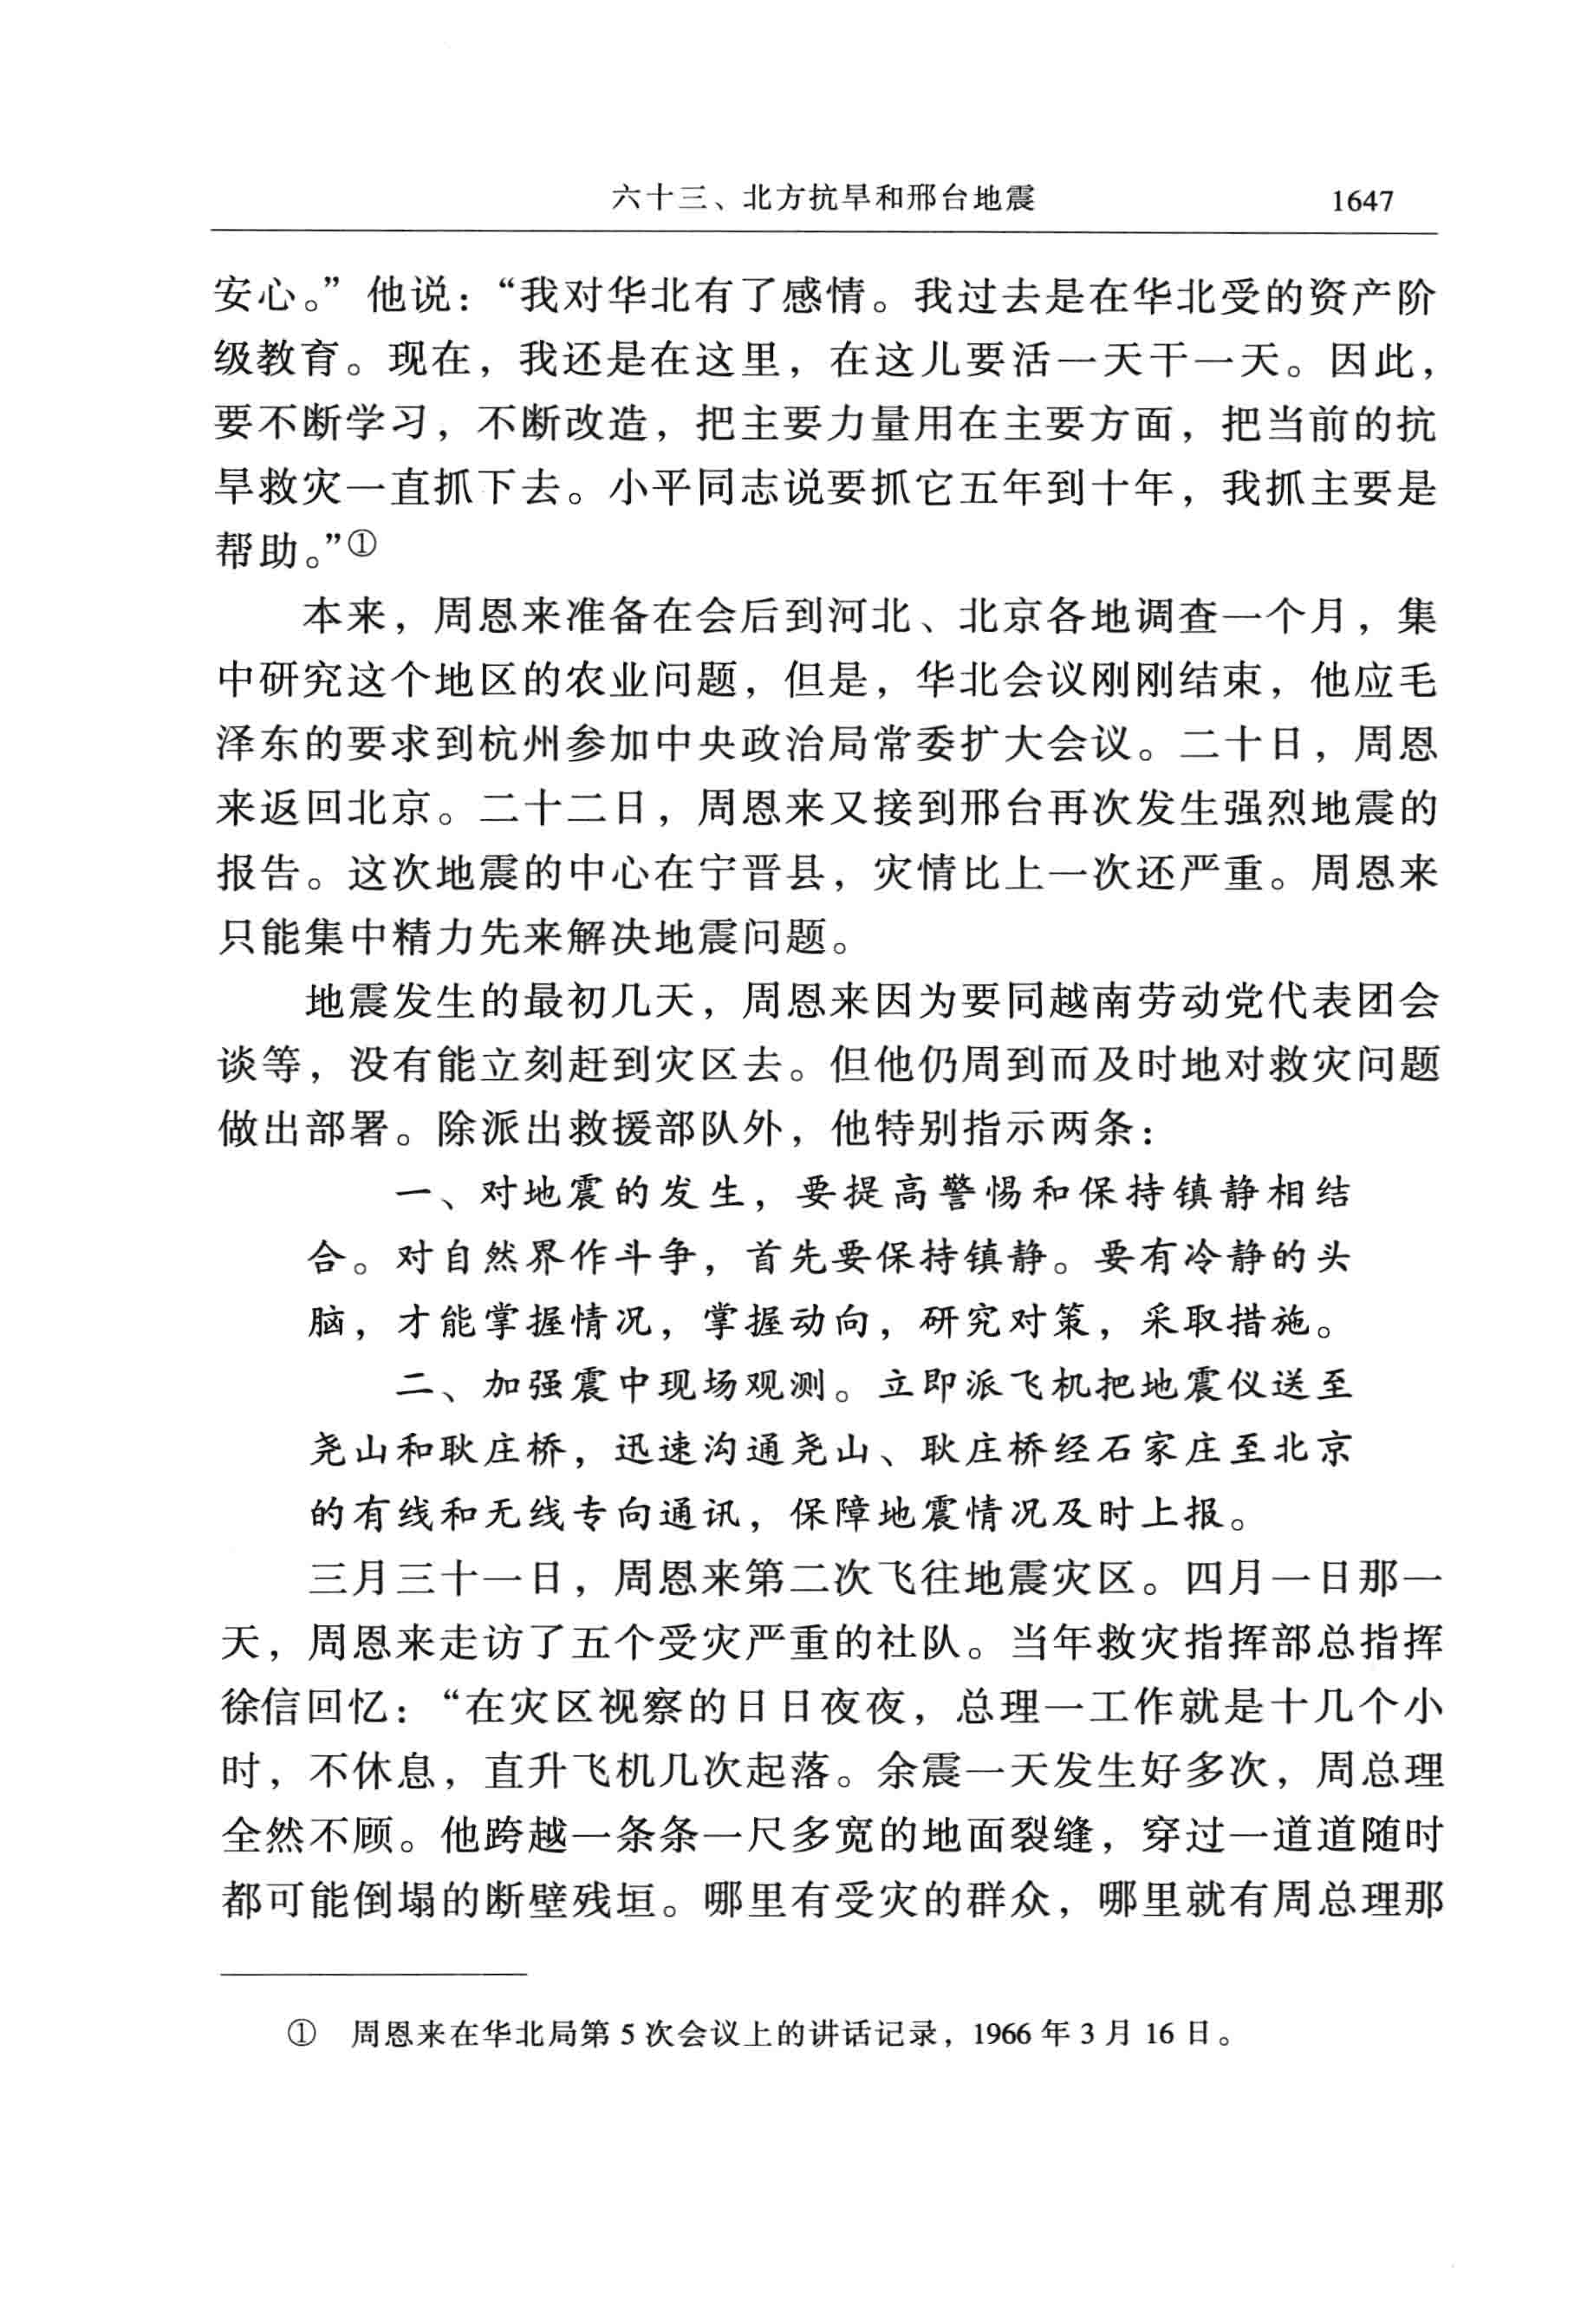 六十三、北方抗旱和邢台地震 1647
安心。”他说：“我对华北有了感情。我过去是在华北受的资产阶
级教育。现在，我还是在这里，在这儿要活一天干一天。因此，
要不断学习，不断改造，把主要力量用在主要方面，把当前的抗
旱救灾一直抓下去。小平同志说要抓它五年到十年，我抓主要是
帮助。”①
本来，周恩来准备在会后到河北、北京各地调查一个月，集
中研究这个地区的农业问题，但是，华北会议刚刚结束，他应毛
泽东的要求到杭州参加中央政治局常委扩大会议。二十日，周恩
来返回北京。二十二日，周恩来又接到邢台再次发生强烈地震的
报告。这次地震的中心在宁晋县，灾情比上一次还严重。周恩来
只能集中精力先来解决地震问题。
地震发生的最初几天，周恩来因为要同越南劳动党代表团会
谈等，没有能立刻赶到灾区去。但他仍周到而及时地对救灾问题
做出部署。除派出救援部队外，他特别指示两条：
一、对地震的发生，要提高警惕和保持镇静相结
合。对自然界作斗争，首先要保持镇静。要有冷静的头
脑，才能掌握情况，掌握动向，研究对策，采取措施。
二、加强震中现场观测。立即派飞机把地震仪送至
尧山和耿庄桥，迅速沟通尧山、耿庄桥经石家庄至北京
的有线和无线专向通讯，保障地震情况及时上报。
三月三十一日，周恩来第二次飞往地震灾区。四月一日那一
天，周恩来走访了五个受灾严重的社队。当年救灾指挥部总指挥
徐信回忆：“在灾区视察的日日夜夜，总理一工作就是十几个小
时，不休息，直升飞机几次起落。余震一天发生好多次，周总理
全然不顾。他跨越一条条一尺多宽的地面裂缝，穿过一道道随时
都可能倒塌的断壁残垣。哪里有受灾的群众，哪里就有周总理那
① 周恩来在华北局第5次会议上的讲话记录，1966年3月16日。